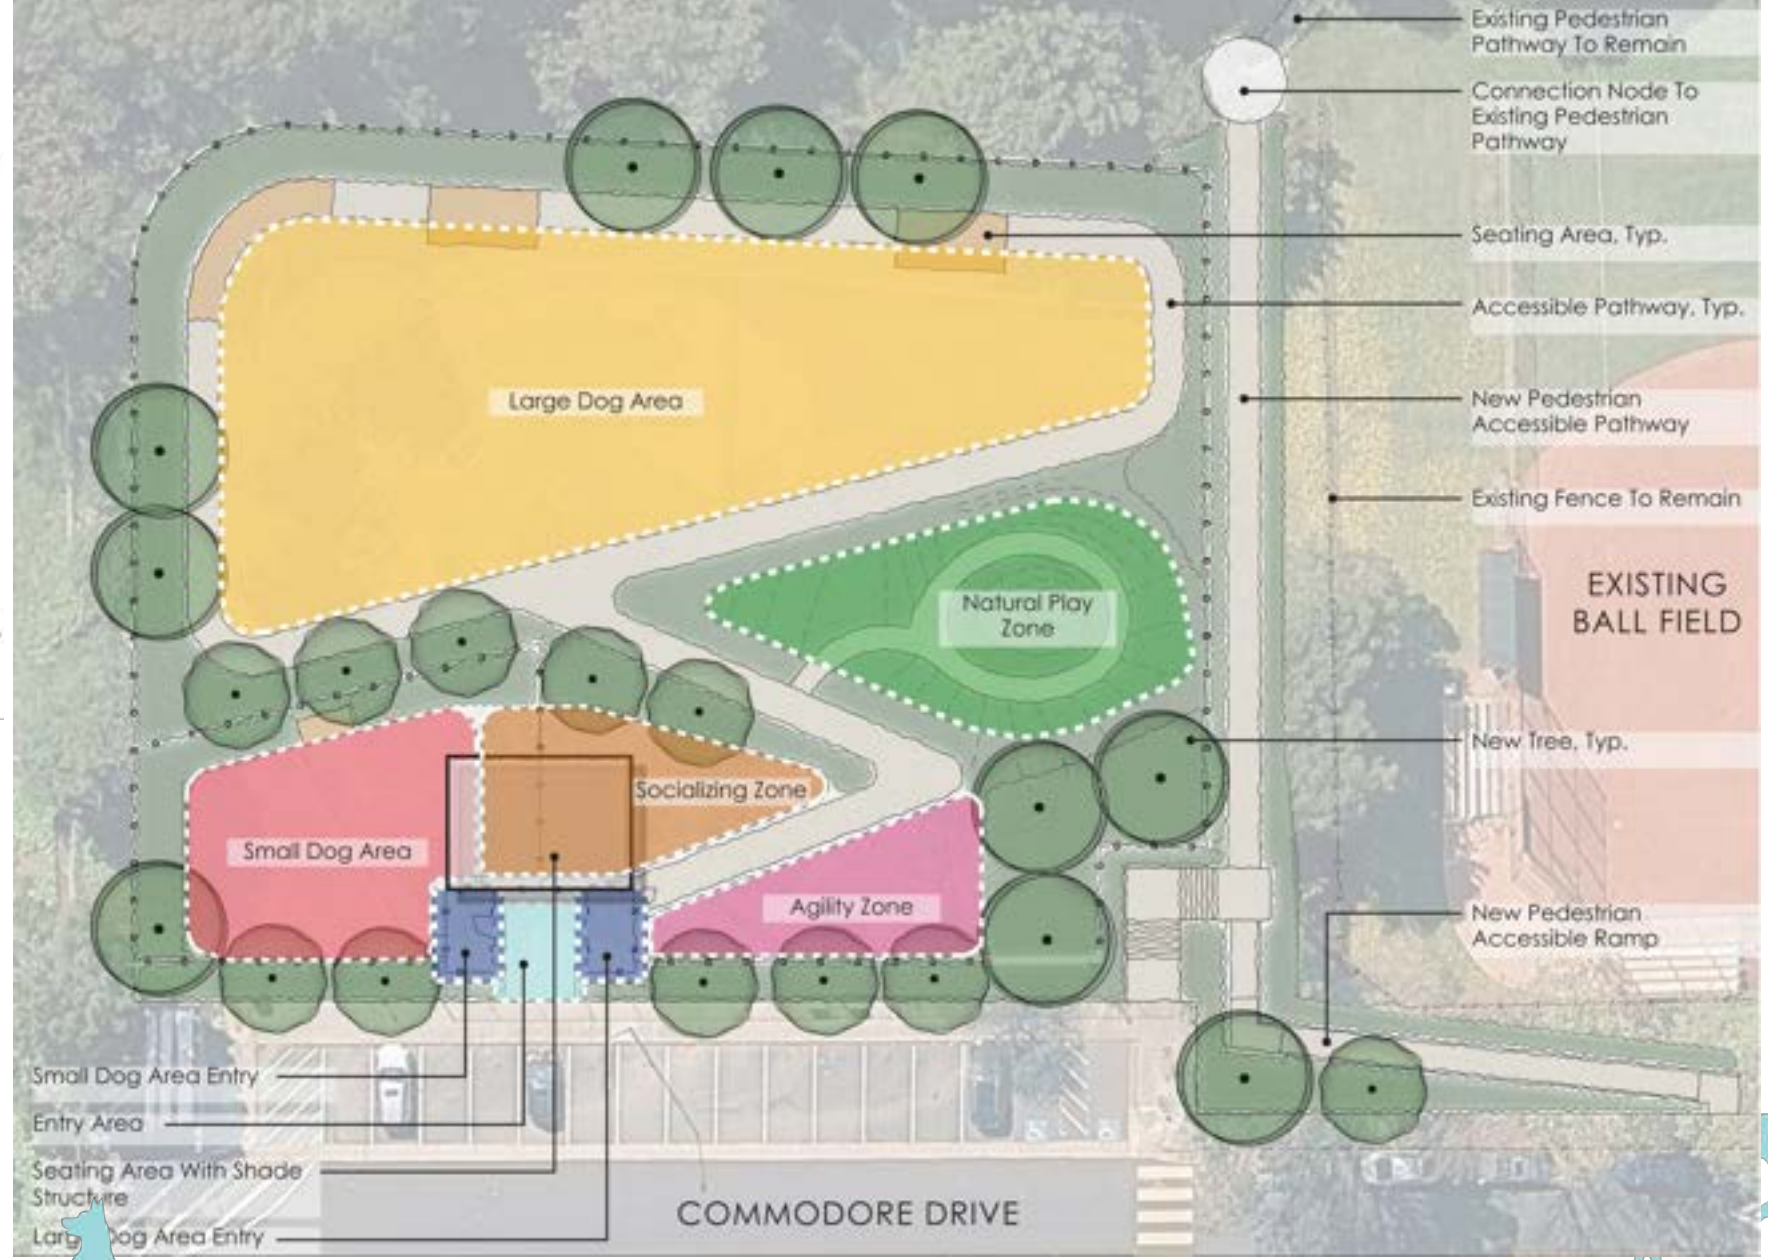 Existing Pedestrian
Pathway To Remain
Connection Node To
Existing Pedestrian
Pathway
Seating Area, Typ.
Accessible Pathway, Typ.
Large Dog Area
New Pedestrian
Accessible Pathway
Existing Fence To Remain
EXISTING
BALL FIELD
Natural Play
Zone
New Tree, Typ.
Socializing Zone
Small Dog Area
Agility Zone
New Pedestrian
Accessible Ramp
Small Dog Area Entry
Entry Area
Seating Area With Shade
Structure
Large Dog Area Entry
COMMODORE DRIVE